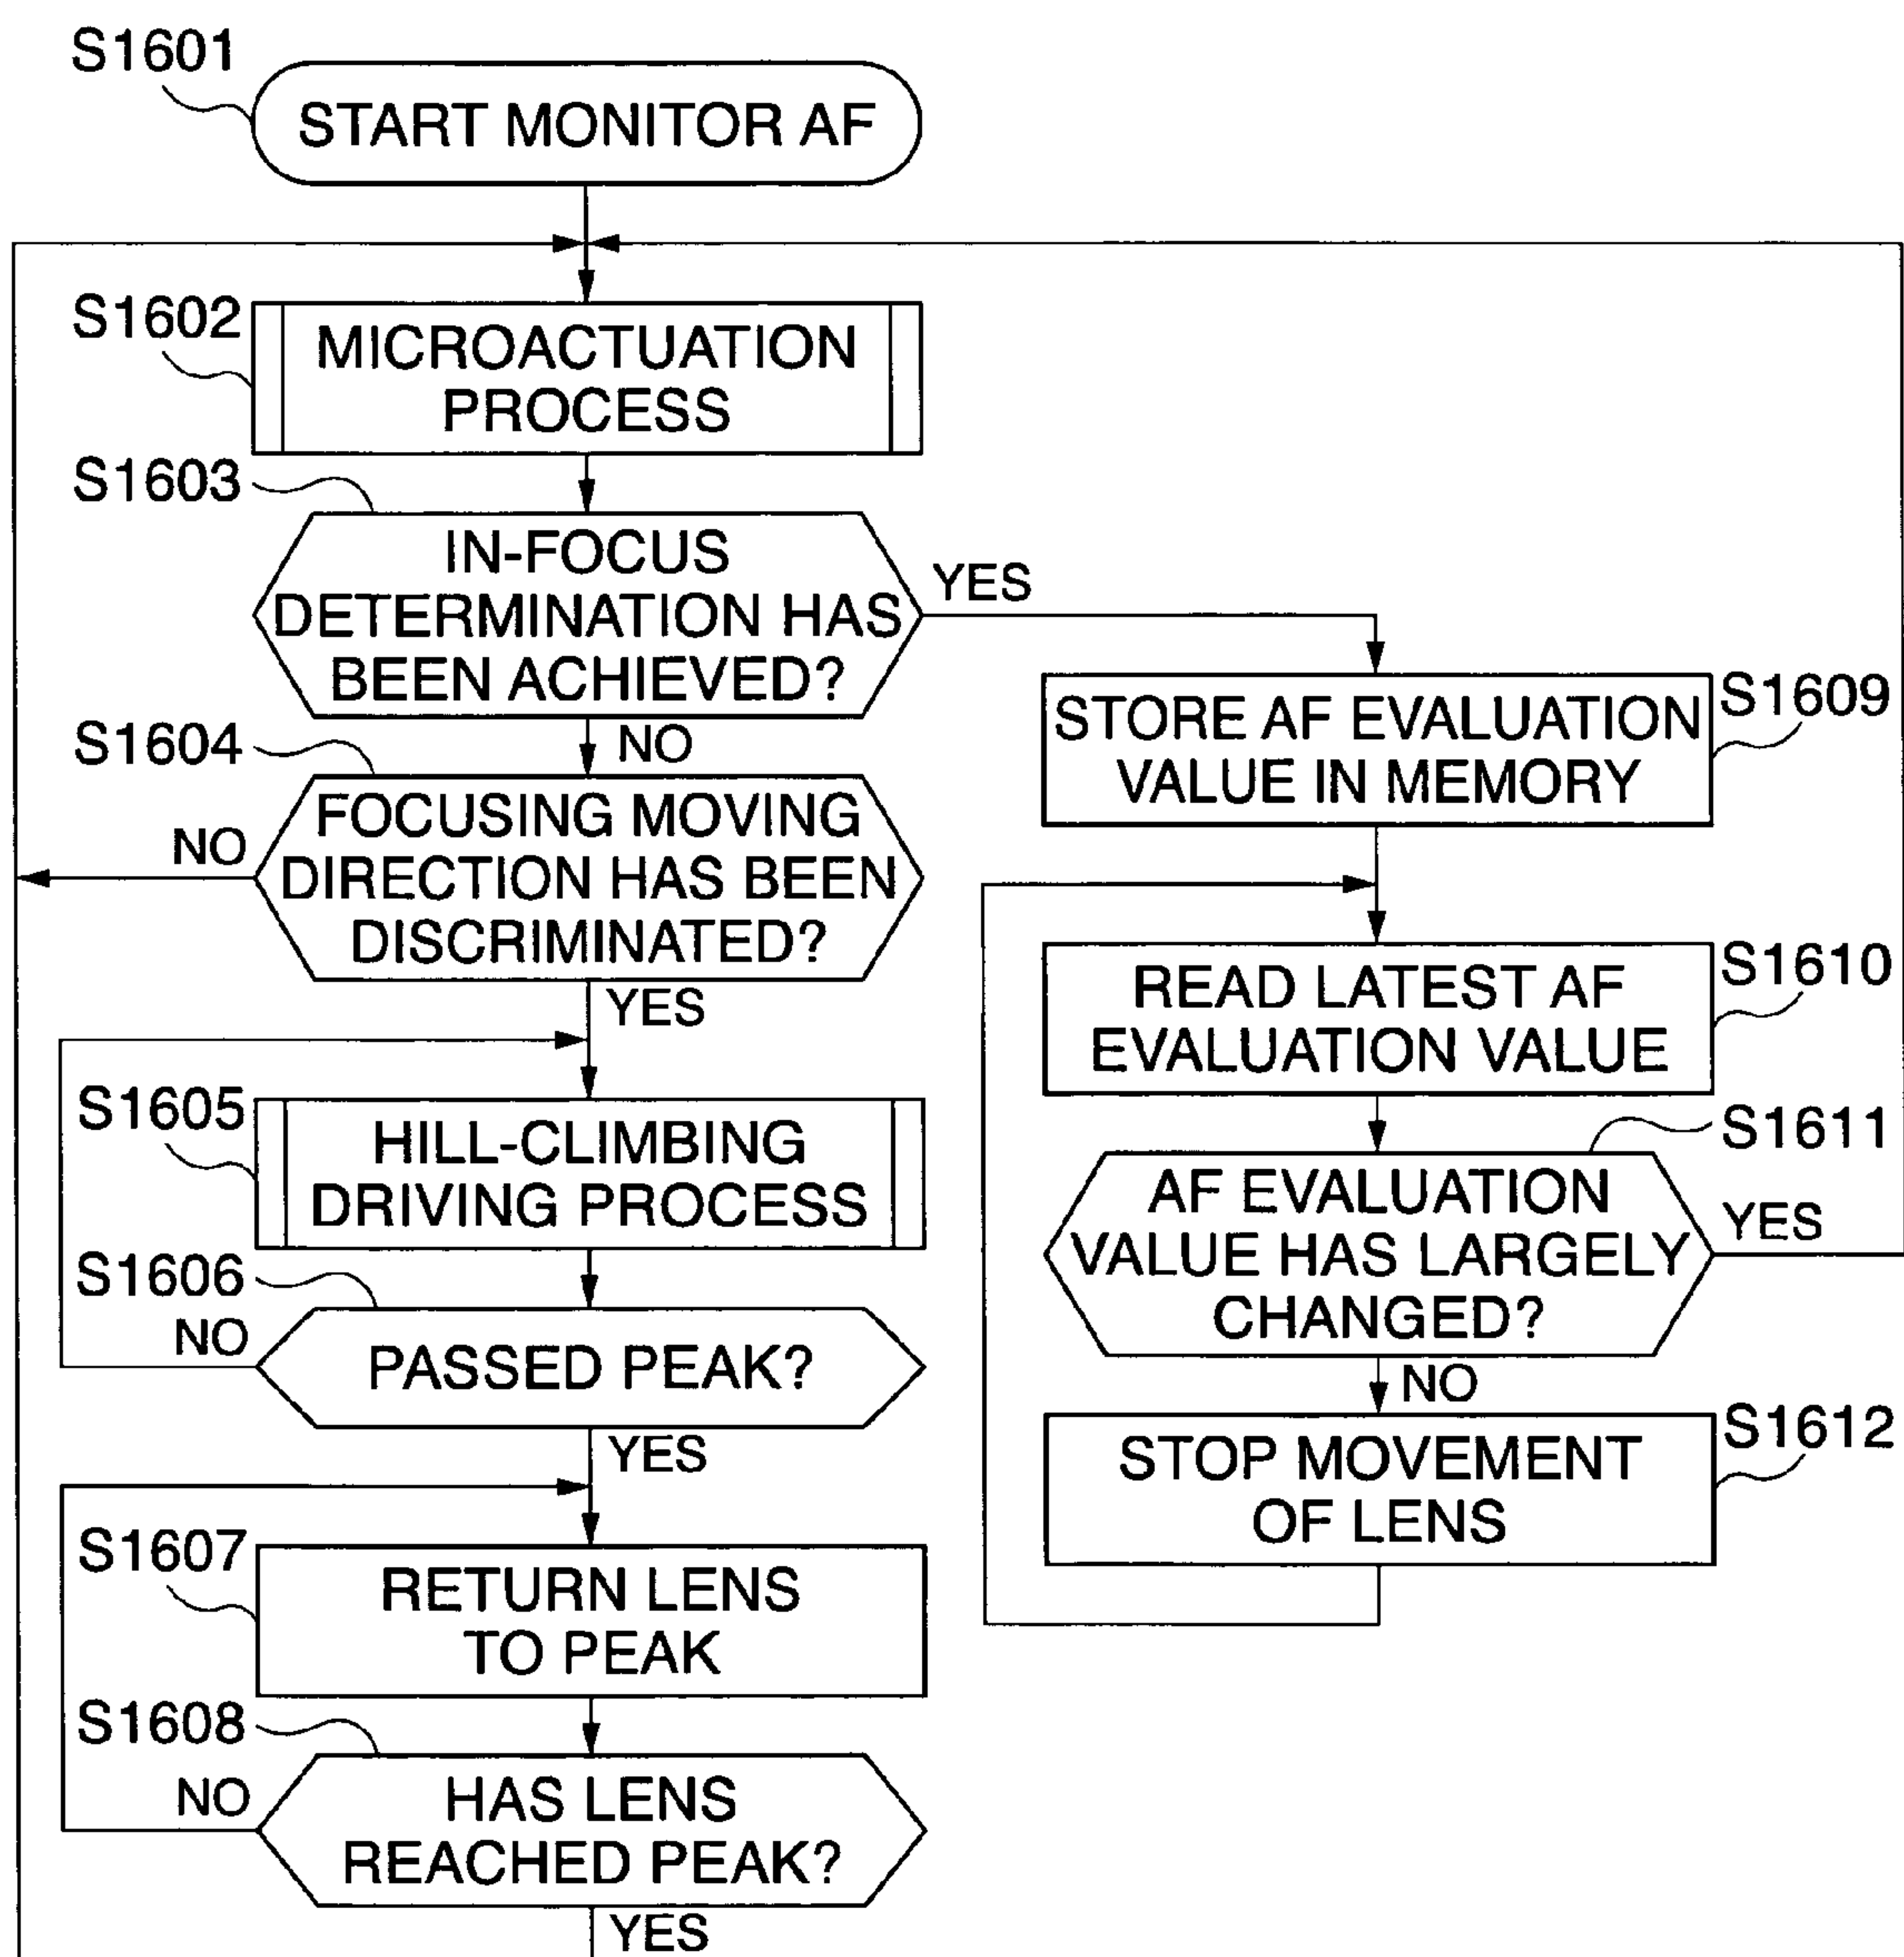 S1601
START MONITOR AF
S1602
MICROACTUATION
PROCESS
S1603
IN-FOCUS
DETERMINATION HAS
BEEN ACHIEVED?
YES
NO
S1604
FOCUSING MOVING
DIRECTION HAS BEEN
DISCRIMINATED?
NO
YES
S1605
HILL-CLIMBING
DRIVING PROCESS
S1606
PASSED PEAK?
NO
YES
S1607
RETURN LENS
TO PEAK
S1608
HAS LENS
REACHED PEAK?
NO
YES
S1609
STORE AF EVALUATION
VALUE IN MEMORY
S1610
READ LATEST AF
EVALUATION VALUE
S1611
AF EVALUATION
VALUE HAS LARGELY
CHANGED?
YES
NO
S1612
STOP MOVEMENT
OF LENS